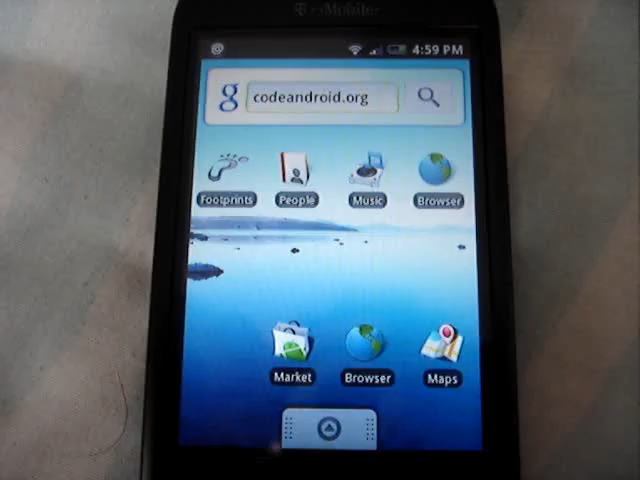 T··Mobile·
4:59 PM
g codeandroid.org
Footprints People Music Browser
Market Browser Maps